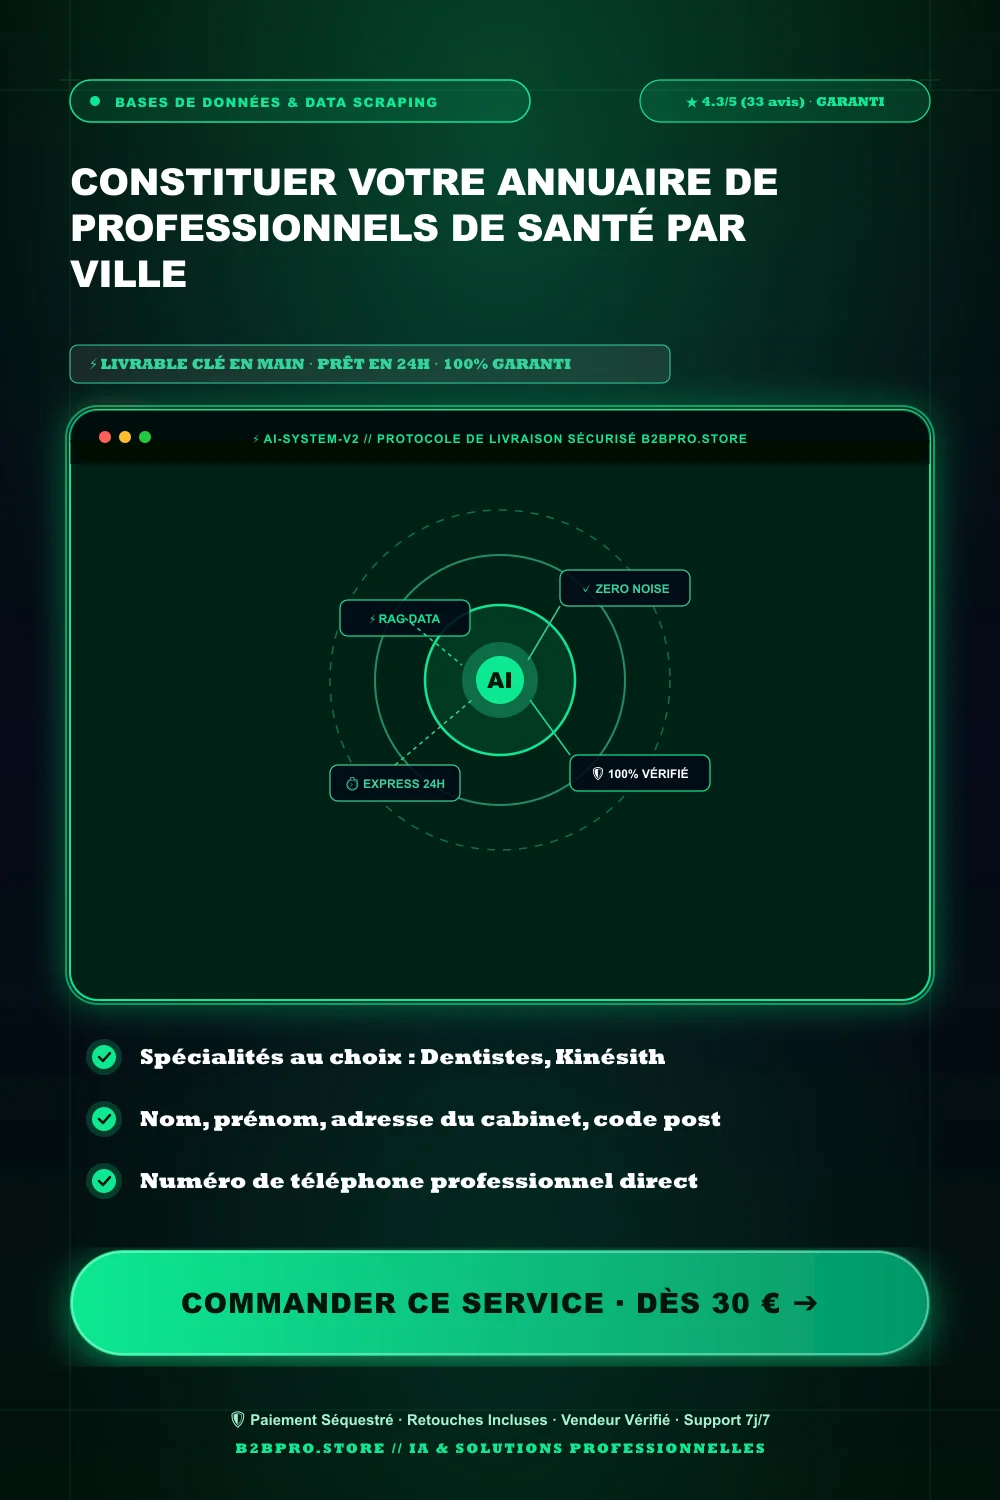 BASES DE DONNÉES & DATA SCRAPING
★ 4.3/5 (33 avis) · GARANTI
CONSTITUER VOTRE ANNUAIRE DE
PROFESSIONNELS DE SANTÉ PAR
VILLE
⚡ LIVRABLE CLÉ EN MAIN · PRÊT EN 24H · 100% GARANTI
⚡ AI-SYSTEM-V2 // PROTOCOLE DE LIVRAISON SÉCURISÉ B2BPRO.STORE
✓ ZERO NOISE
⚡ RAG DATA
AI
⏱ EXPRESS 24H
🛡 100% VÉRIFIÉ
Spécialités au choix : Dentistes, Kinésith
Nom, prénom, adresse du cabinet, code post
Numéro de téléphone professionnel direct
COMMANDER CE SERVICE · DÈS 30 € ➔
🛡 Paiement Séquestré · Retouches Incluses · Vendeur Vérifié · Support 7j/7
B2BPRO.STORE // IA & SOLUTIONS PROFESSIONNELLES